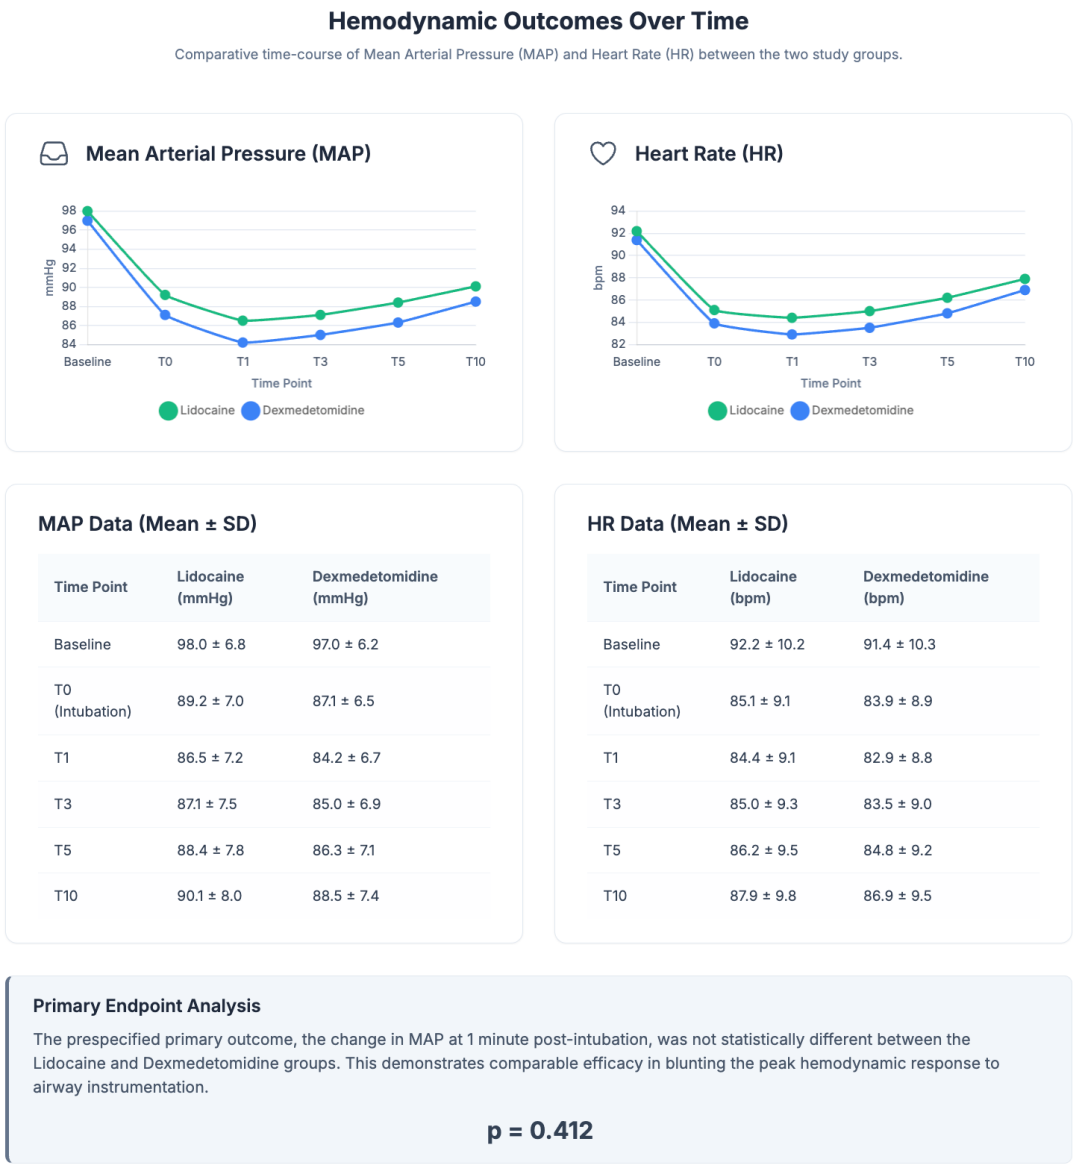 Hemodynamic Outcomes Over Time
Comparative time-course of Mean Arterial Pressure (MAP) and Heart Rate (HR) between the two study groups.
Mean Arterial Pressure (MAP)
98
96
94
92
90
88
86
84
mmHg
Baseline T0 T1 T3 T5 T10
Time Point
Lidocaine Dexmedetomidine
Heart Rate (HR)
94
92
90
88
86
84
82
bpm
Baseline T0 T1 T3 T5 T10
Time Point
Lidocaine Dexmedetomidine
MAP Data (Mean ± SD)
Time Point Lidocaine (mmHg) Dexmedetomidine (mmHg)
Baseline 98.0 ± 6.8 97.0 ± 6.2
T0 (Intubation) 89.2 ± 7.0 87.1 ± 6.5
T1 86.5 ± 7.2 84.2 ± 6.7
T3 87.1 ± 7.5 85.0 ± 6.9
T5 88.4 ± 7.8 86.3 ± 7.1
T10 90.1 ± 8.0 88.5 ± 7.4
HR Data (Mean ± SD)
Time Point Lidocaine (bpm) Dexmedetomidine (bpm)
Baseline 92.2 ± 10.2 91.4 ± 10.3
T0 (Intubation) 85.1 ± 9.1 83.9 ± 8.9
T1 84.4 ± 9.1 82.9 ± 8.8
T3 85.0 ± 9.3 83.5 ± 9.0
T5 86.2 ± 9.5 84.8 ± 9.2
T10 87.9 ± 9.8 86.9 ± 9.5
Primary Endpoint Analysis
The prespecified primary outcome, the change in MAP at 1 minute post-intubation, was not statistically different between the
Lidocaine and Dexmedetomidine groups. This demonstrates comparable efficacy in blunting the peak hemodynamic response to
airway instrumentation.
p = 0.412